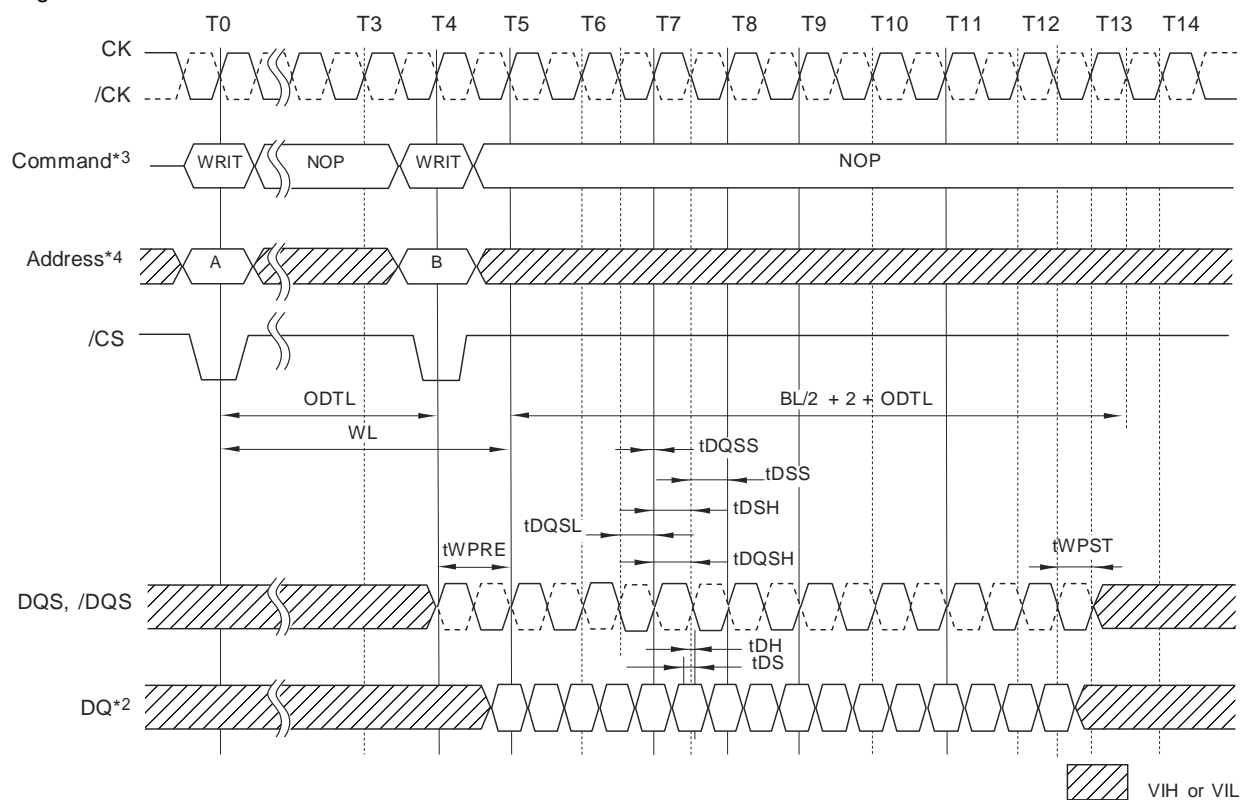 T0 T3 T4 T5 T6 T7 T8 T9 T10 T11 T12 T13 T14
CK
/CK
Command*3 WRIT NOP WRIT NOP
Address*4 A B
/CS
ODTL BL/2 + 2 + ODTL
WL
tDQSS
tDSS
tDSH
tDQSL
tWPRE tDQSH tWPST
DQS, /DQS
tDH
tDS
DQ*2
VIH or VIL